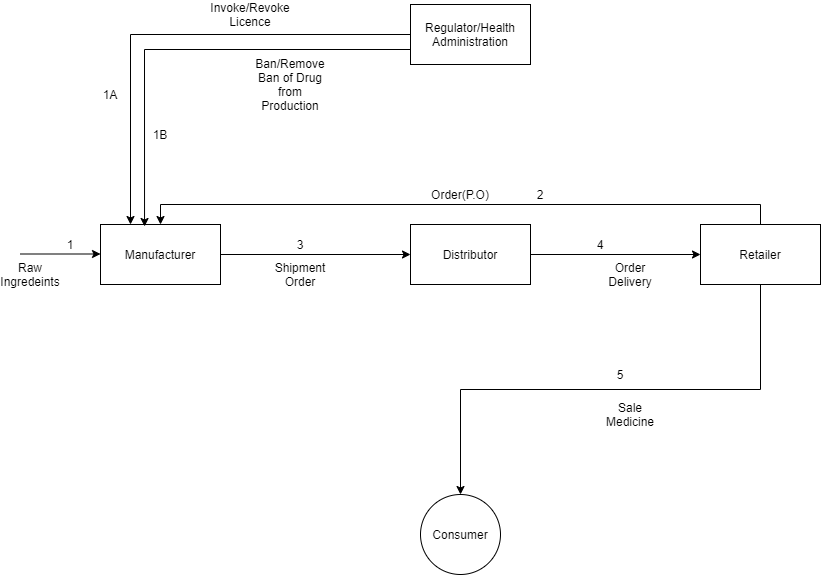 Invoke/Revoke
Licence
Regulator/Health
Administration
Ban/Remove
Ban of Drug
from
Production
1A
1B
Order(P.O)
2
1
Raw
Ingredeints
Manufacturer
3
Shipment
Order
Distributor
4
Order
Delivery
Retailer
5
Sale
Medicine
Consumer